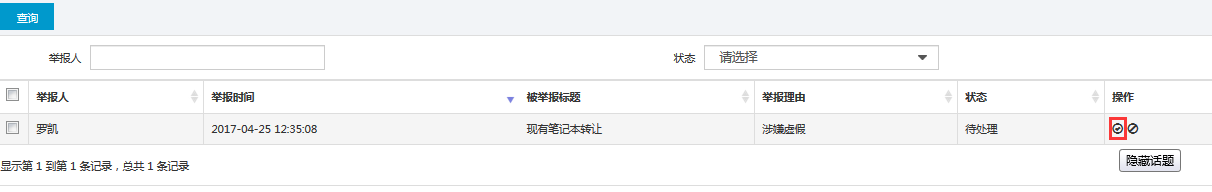 查询
举报人 状态 请选择
举报人 举报时间 被举报标题 举报理由 状态 操作
罗凯 2017-04-25 12:35:08 现有笔记本转让 涉嫌虚假 待处理
显示第 1 到第 1 条记录，总共 1 条记录
隐藏话题